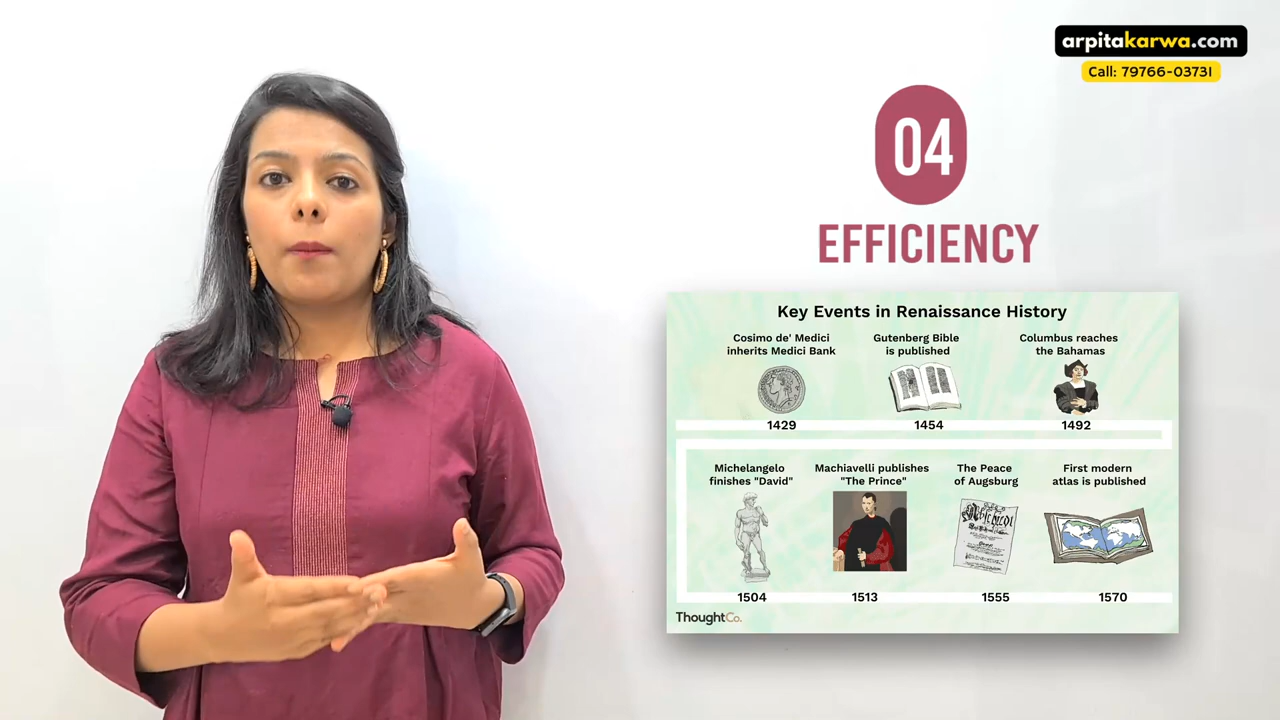 arpitakarwa.com
Call: 79766-03731
04
EFFICIENCY
Key Events in Renaissance History
Cosimo de' Medici
inherits Medici Bank
Gutenberg Bible
is published
Columbus reaches
the Bahamas
1429
1454
1492
Michelangelo
finishes "David"
Machiavelli publishes
"The Prince"
The Peace
of Augsburg
First modern
atlas is published
1504
1513
1555
1570
ThoughtCo.